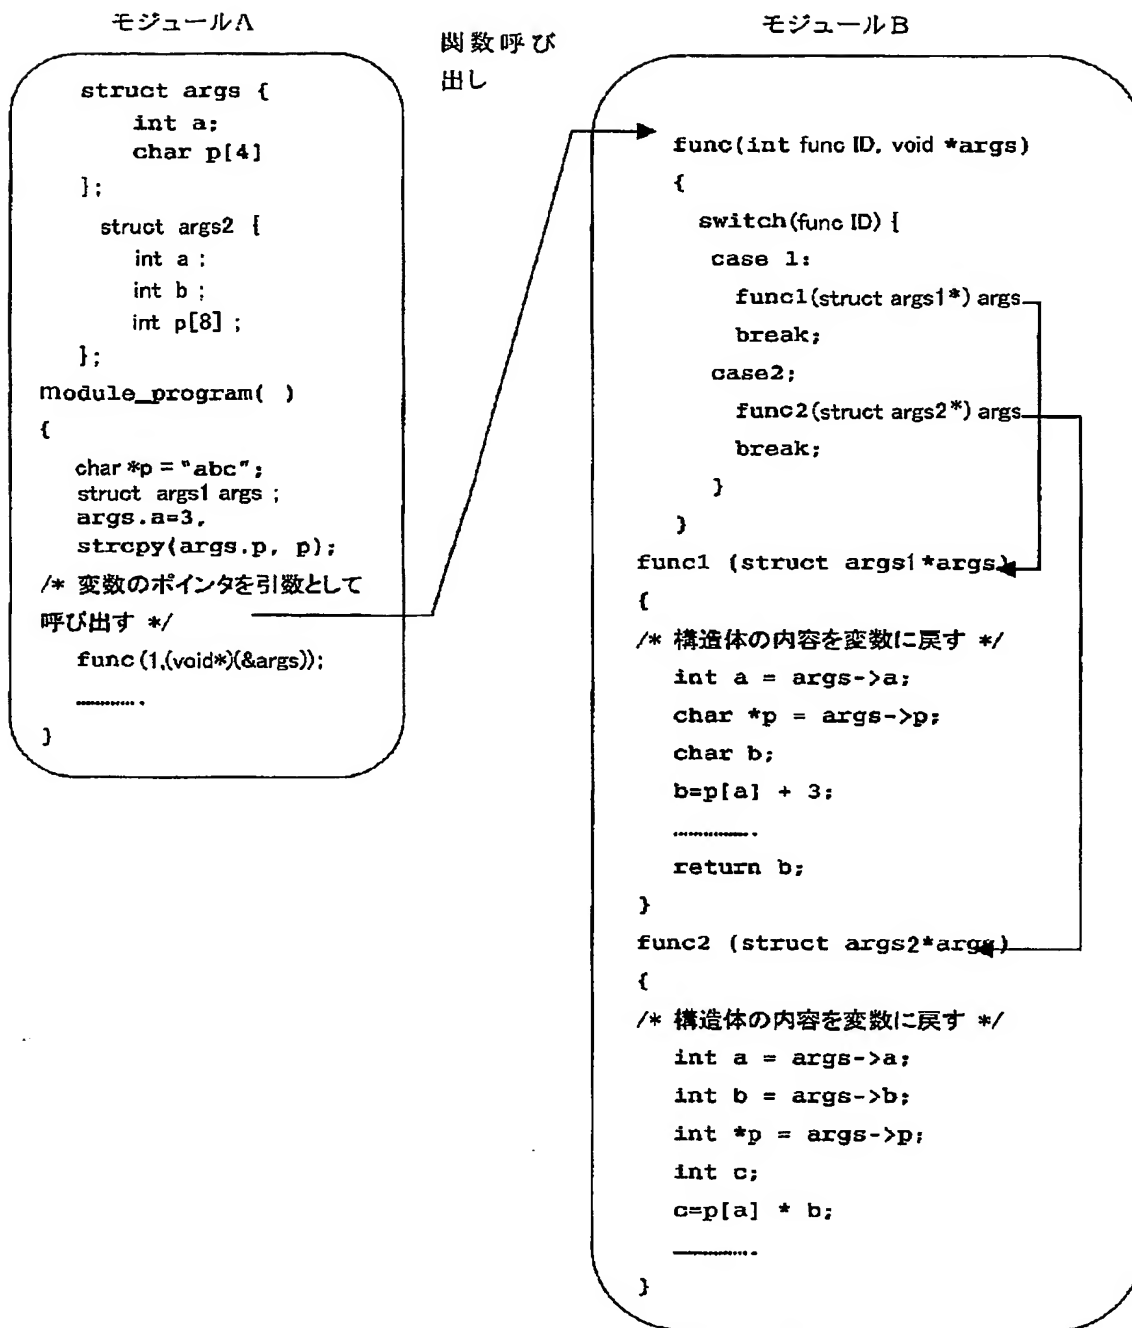 モジュールA
struct args {
int a;
char p[4]
};
struct args2 {
int a ;
int b ;
int p[8] ;
};
module_program( )
{
char *p = "abc";
struct args1 args ;
args.a=3,
strcpy(args.p, p);
/* 変数のポインタを引数として
呼び出す */
func(1,(void*)(&args));
.............
}
関数呼び
出し
モジュールB
func(int func ID, void *args)
{
switch(func ID) {
case 1:
func1(struct args1*) args
break;
case2;
func2(struct args2*) args
break;
}
}
func1 (struct args1*args)
{
/* 構造体の内容を変数に戻す */
int a = args->a;
char *p = args->p;
char b;
b=p[a] + 3;
...............
return b;
}
func2 (struct args2*args)
{
/* 構造体の内容を変数に戻す */
int a = args->a;
int b = args->b;
int *p = args->p;
int c;
c=p[a] * b;
...............
}